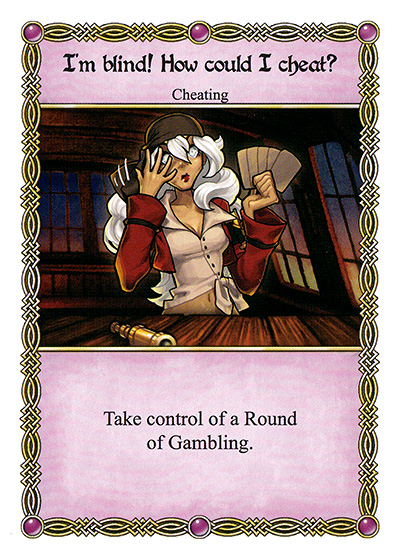 I'm blind! How could I cheat?
Cheating
Take control of a Round
of Gambling.